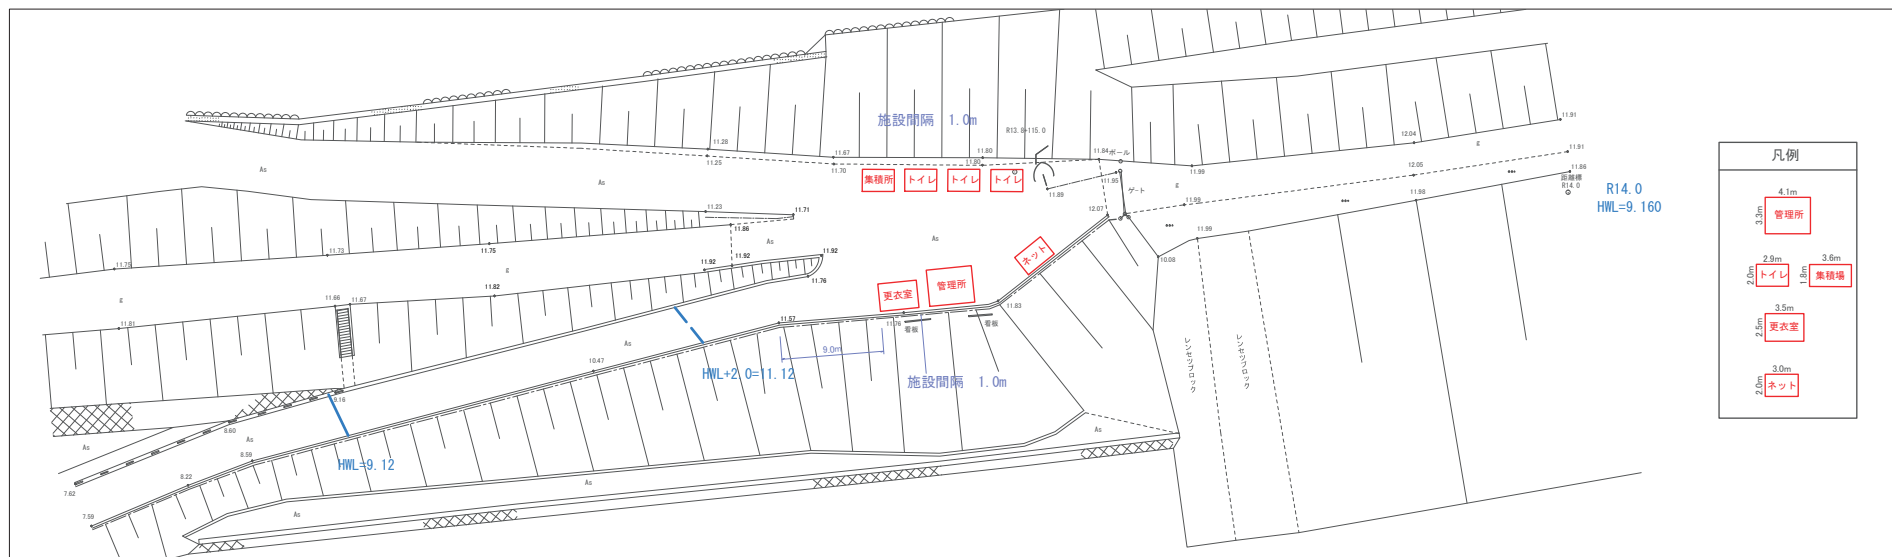 施設間隔 1.0m
R13.8+115.0
11.91
12.04
g
11.28
11.67
11.80
11.84
ポール
11.25
11.70
11.80
11.99
11.91
As
As
集積所
トイレ
トイレ
トイレ
11.95
11.89
ゲート
g
12.05
11.86
距離標
R14.0
R14.0
HWL=9.160
11.23
11.71
12.07
11.99
11.98
11.86
11.73
11.75
11.75
As
As
11.99
11.92
11.92
11.92
11.76
g
g
11.82
ネット
10.08
更衣室
管理所
11.66
11.67
11.83
11.81
11.57
11.76
看板
看板
As
9.0m
レンセツブロック
レンセツブロック
10.47
HWL+2.0=11.12
施設間隔 1.0m
9.16
8.60
As
As
As
HWL=9.12
8.59
8.22
As
7.62
As
7.59
凡例
4.1m
3.3m
管理所
2.9m
2.0m
トイレ
3.6m
1.8m
集積場
3.5m
2.5m
更衣室
3.0m
2.0m
ネット